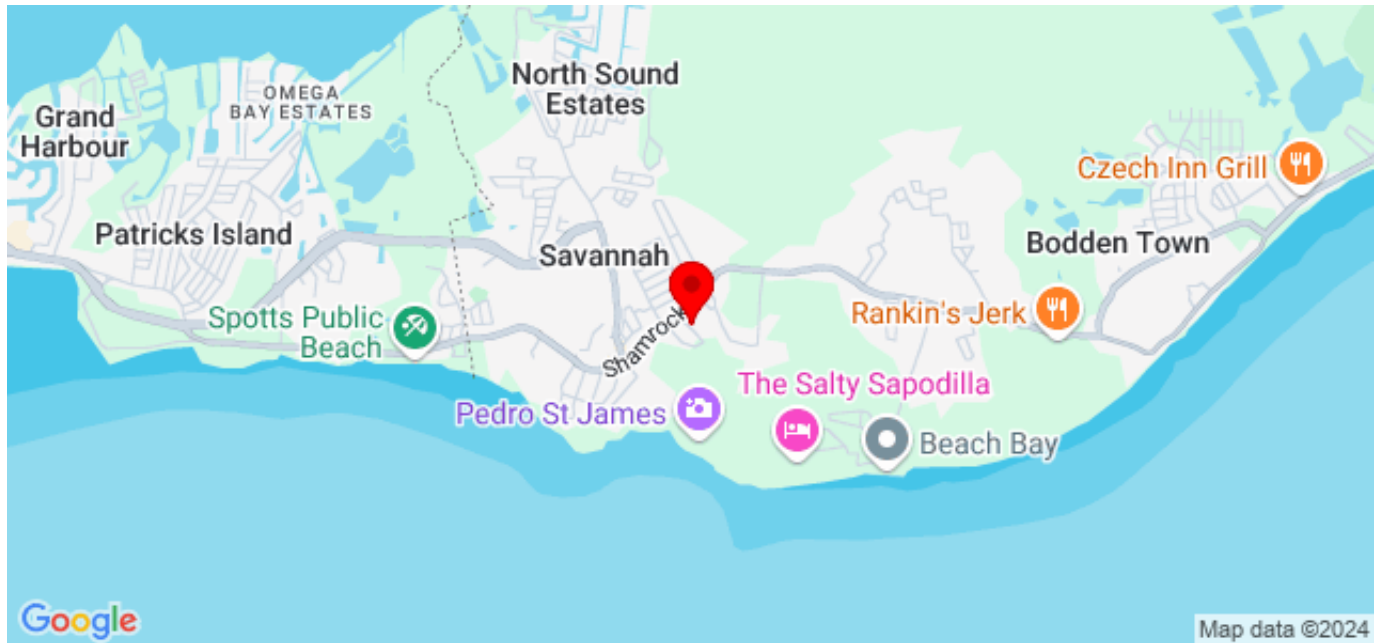 North Sound
Estates
OMEGA
BAY ESTATES
Grand
Harbour
Czech Inn Grill
Patricks Island
Savannah
Bodden Town
Spotts Public
Beach
Rankin's Jerk
Shamrock
The Salty Sapodilla
Pedro St James
Beach Bay
Google
Map data ©2024